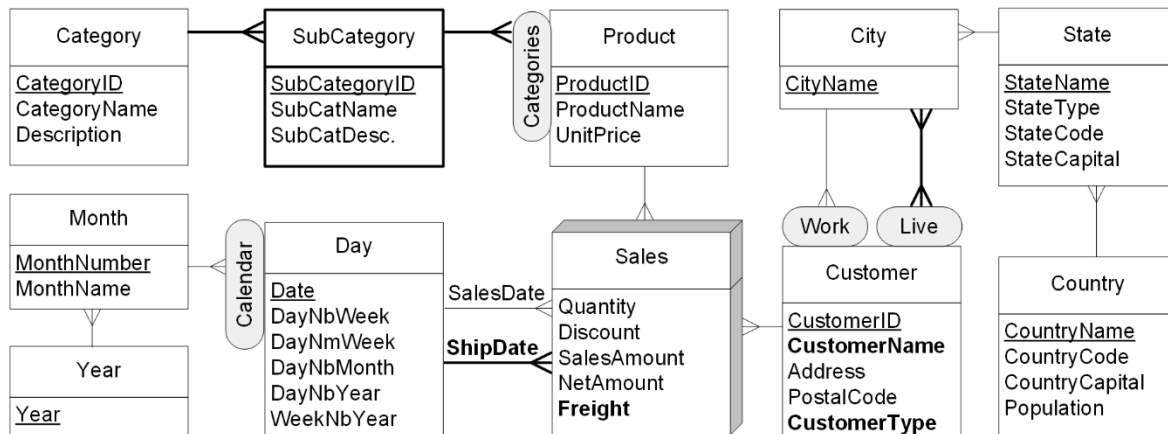 Category
CategoryID
CategoryName
Description
SubCategory
SubCategoryID
SubCatName
SubCatDesc.
Categories
Product
ProductID
ProductName
UnitPrice
City
CityName
State
StateName
StateType
StateCode
StateCapital
Month
MonthNumber
MonthName
Year
Year
Calendar
Day
Date
DayNbWeek
DayNmWeek
DayNbMonth
DayNbYear
WeekNbYear
SalesDate
ShipDate
Sales
Quantity
Discount
SalesAmount
NetAmount
Freight
Work
Live
Customer
CustomerID
CustomerName
Address
PostalCode
CustomerType
Country
CountryName
CountryCode
CountryCapital
Population